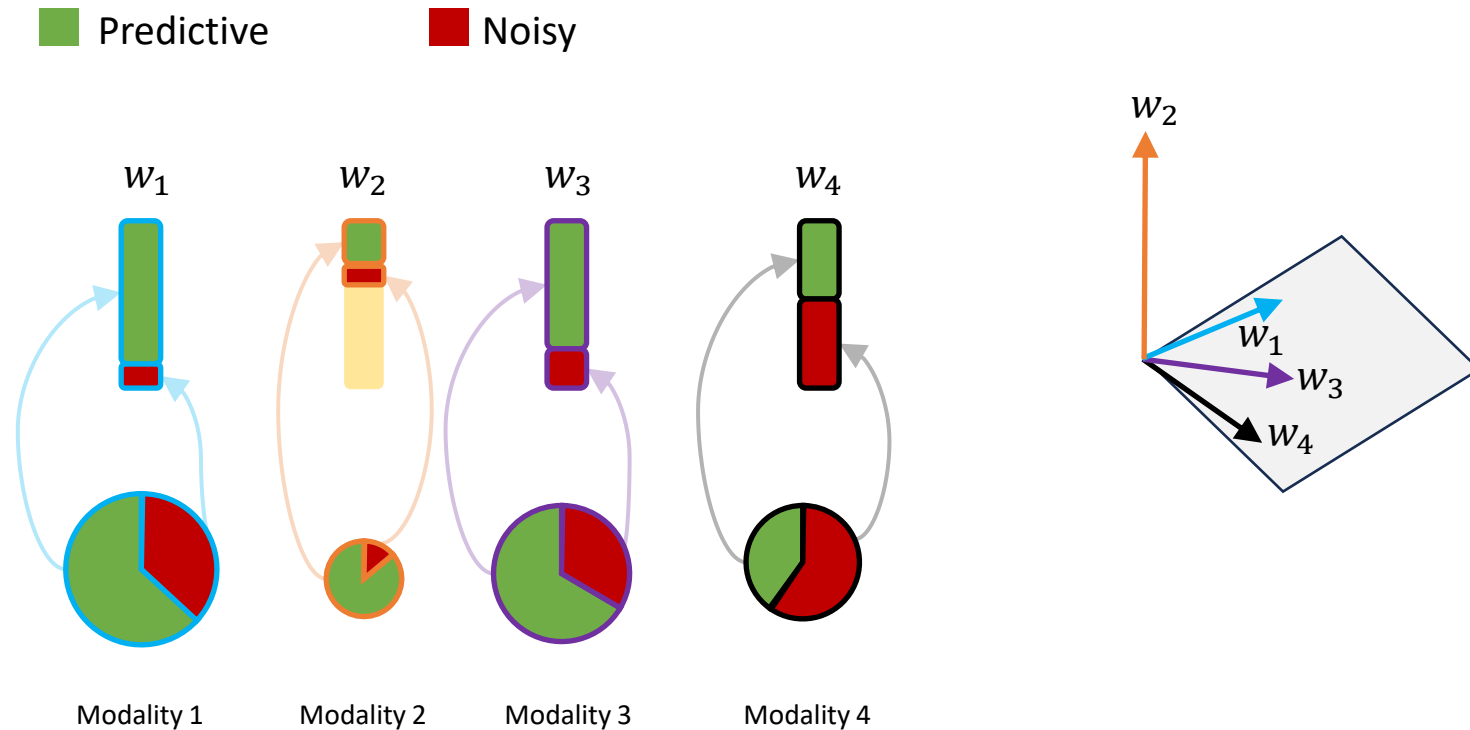 Predictive Noisy
w₁ w₂ w₃ w₄
w₂
w₁
w₃
w₄
Modality 1 Modality 2 Modality 3 Modality 4